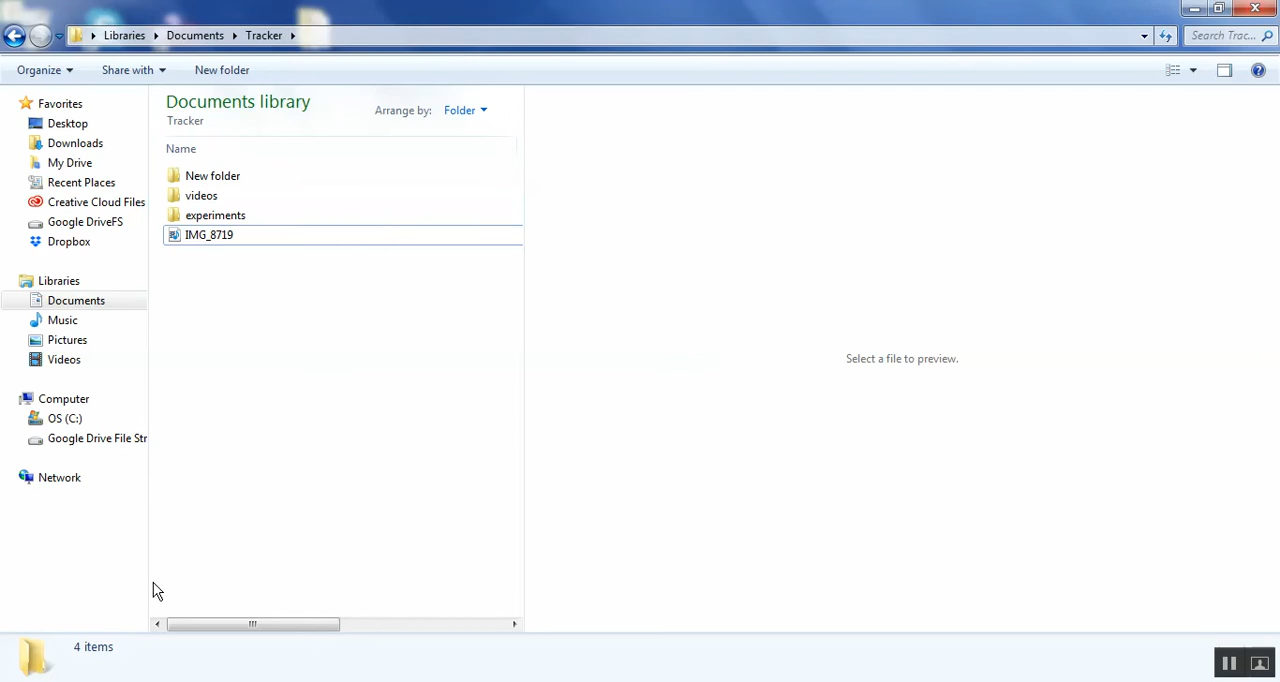 Libraries Documents Tracker Search Trac...
Organize Share with New folder
Favorites
Desktop
Downloads
My Drive
Recent Places
Creative Cloud Files
Google DriveFS
Dropbox
Libraries
Documents
Music
Pictures
Videos
Computer
OS (C:)
Google Drive File Str
Network
Documents library
Tracker
Arrange by: Folder
Name
New folder
videos
experiments
IMG_8719
Select a file to preview.
4 items